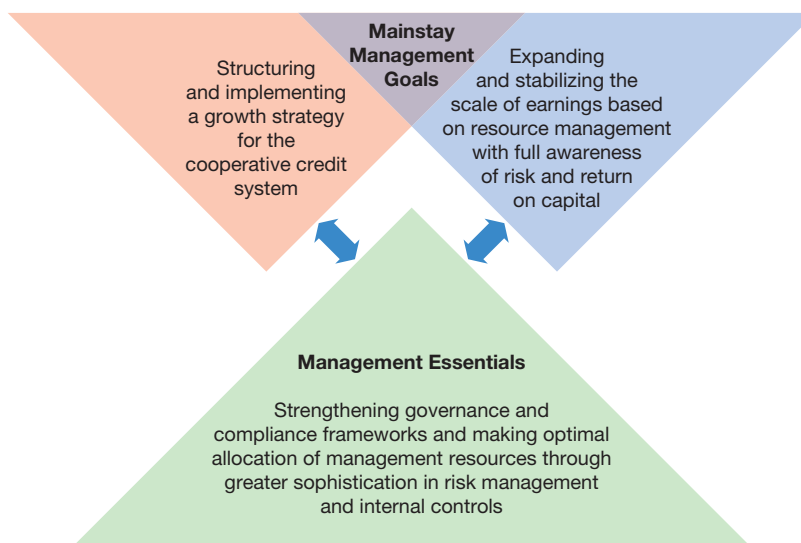 Mainstay
Management
Goals
Structuring
and implementing
a growth strategy
for the
cooperative credit
system
Expanding
and stabilizing the
scale of earnings based
on resource management
with full awareness
of risk and return
on capital
Management Essentials
Strengthening governance and
compliance frameworks and making optimal
allocation of management resources through
greater sophistication in risk management
and internal controls